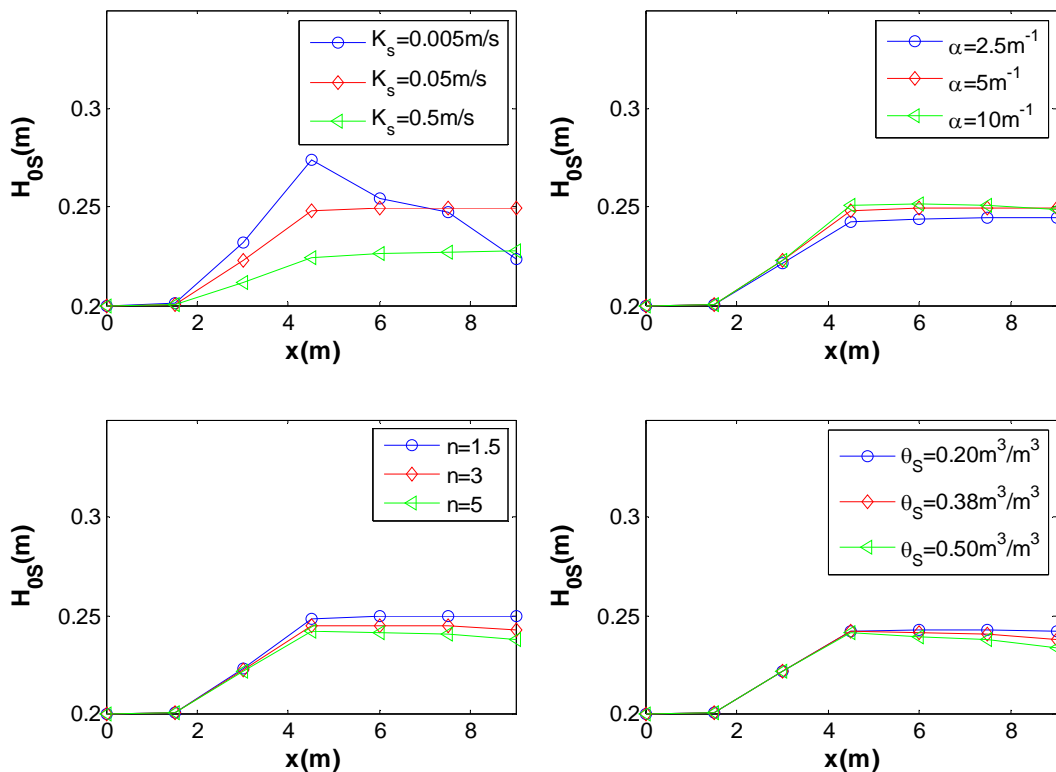 K_s=0.005m/s
K_s=0.05m/s
K_s=0.5m/s
0.3
0.25
0.2
H_0S(m)
0 2 4 6 8
x(m)
α=2.5m^-1
α=5m^-1
α=10m^-1
0.3
0.25
0.2
H_0S(m)
0 2 4 6 8
x(m)
n=1.5
n=3
n=5
0.3
0.25
0.2
H_0S(m)
0 2 4 6 8
x(m)
θ_S=0.20m^3/m^3
θ_S=0.38m^3/m^3
θ_S=0.50m^3/m^3
0.3
0.25
0.2
H_0S(m)
0 2 4 6 8
x(m)